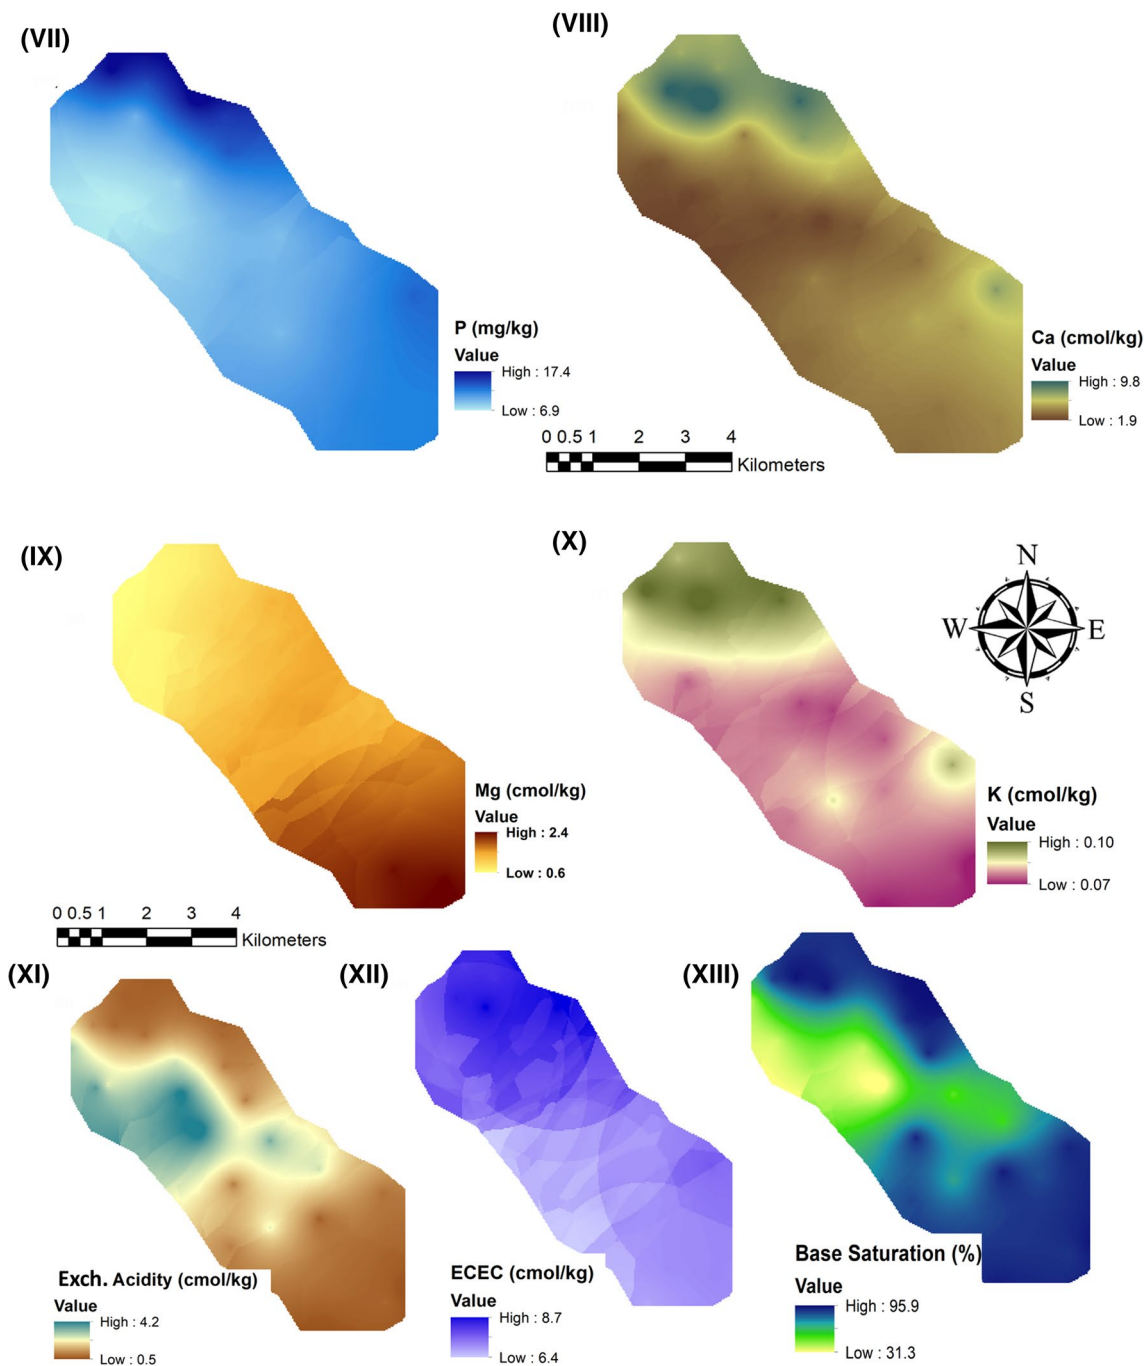 (VII)
P (mg/kg)
Value
High : 17.4
Low : 6.9
(VIII)
Ca (cmol/kg)
Value
High : 9.8
Low : 1.9
0 0.5 1 2 3 4
Kilometers
(IX)
Mg (cmol/kg)
Value
High : 2.4
Low : 0.6
0 0.5 1 2 3 4
Kilometers
(X)
N
W E
S
K (cmol/kg)
Value
High : 0.10
Low : 0.07
(XI)
Exch. Acidity (cmol/kg)
Value
High : 4.2
Low : 0.5
(XII)
ECEC (cmol/kg)
Value
High : 8.7
Low : 6.4
(XIII)
Base Saturation (%)
Value
High : 95.9
Low : 31.3